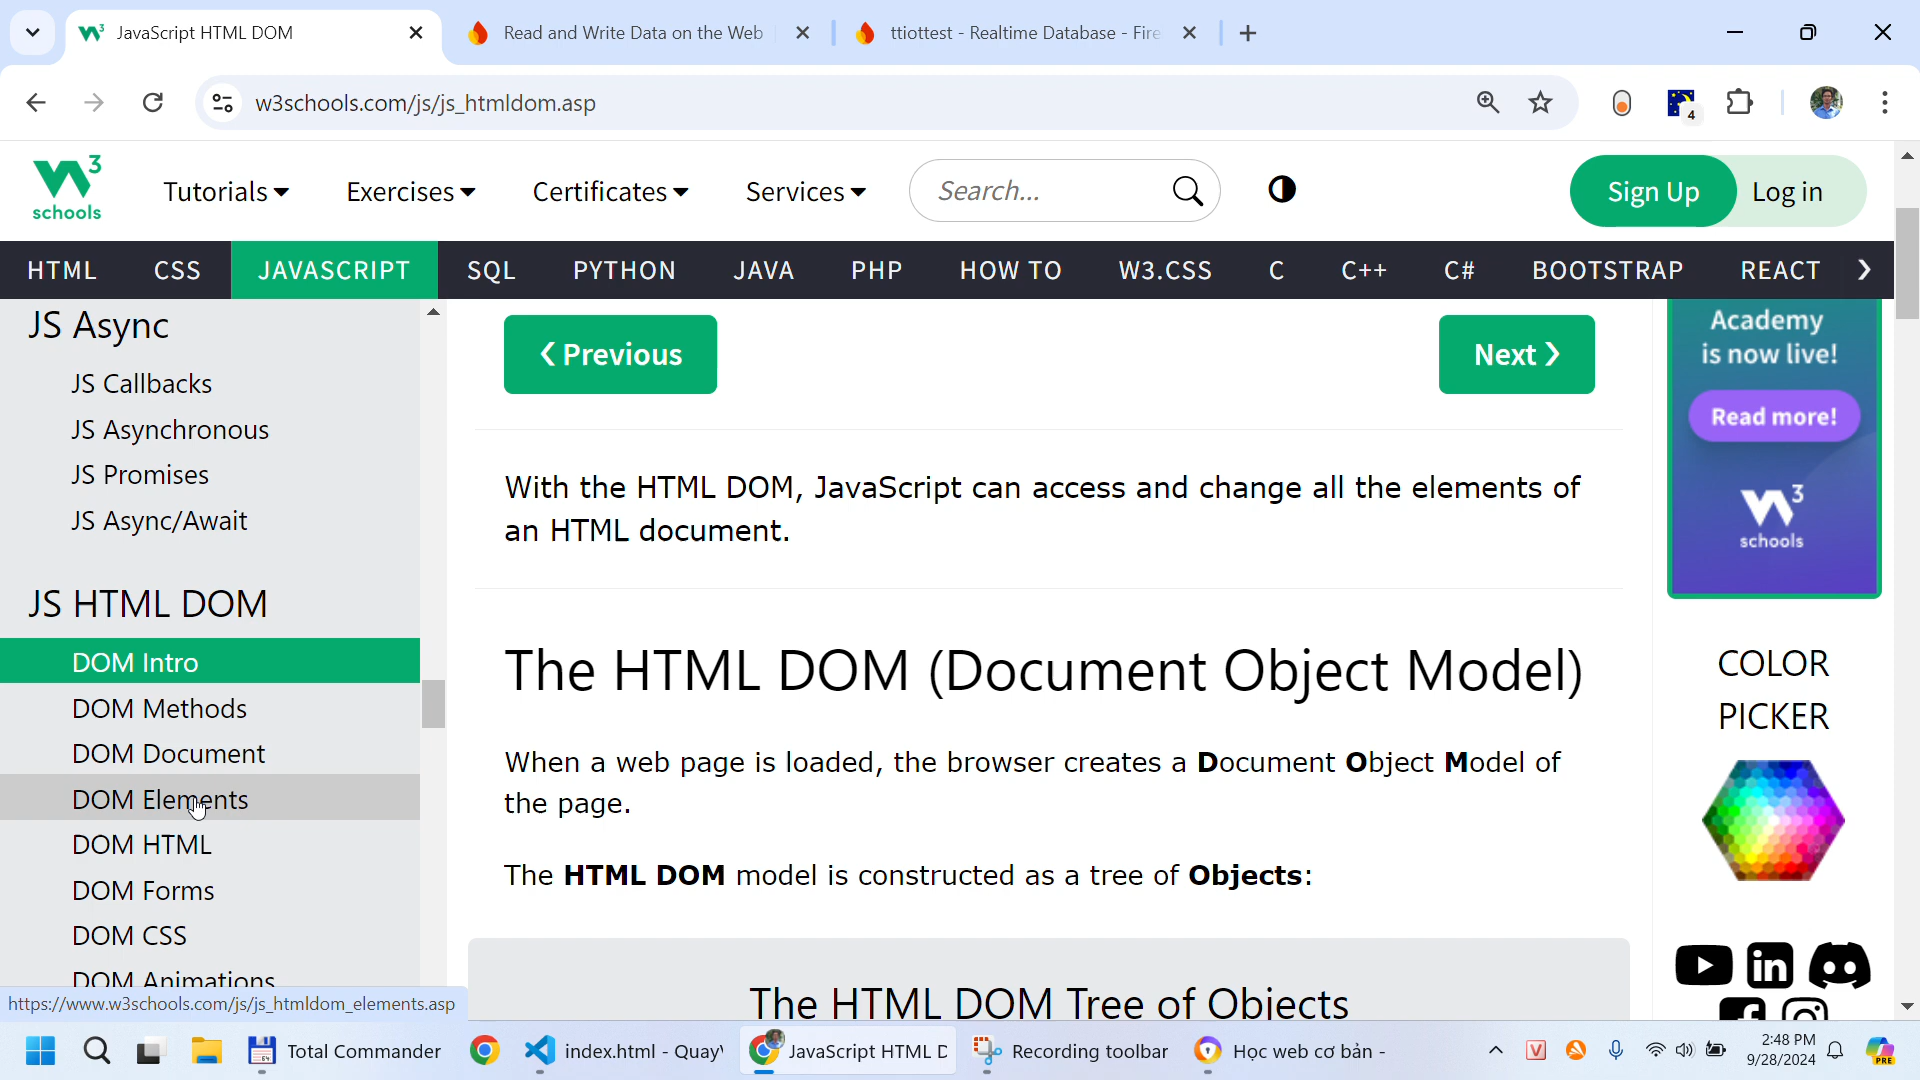 JavaScript HTML DOM
Read and Write Data on the Web
ttiottest - Realtime Database - Fire
w3schools.com/js/js_htmldom.asp
4
3
schools
Tutorials
Exercises
Certificates
Services
Search...
Sign Up
Log in
HTML
CSS
JAVASCRIPT
SQL
PYTHON
JAVA
PHP
HOW TO
W3.CSS
C
C++
C#
BOOTSTRAP
REACT
JS Async
JS Callbacks
JS Asynchronous
JS Promises
JS Async/Await
JS HTML DOM
DOM Intro
DOM Methods
DOM Document
DOM Elements
DOM HTML
DOM Forms
DOM CSS
DOM Animations
https://www.w3schools.com/js/js_htmldom_elements.asp
❮ Previous
Next ❯
With the HTML DOM, JavaScript can access and change all the elements of
an HTML document.
The HTML DOM (Document Object Model)
When a web page is loaded, the browser creates a Document Object Model of
the page.
The HTML DOM model is constructed as a tree of Objects:
The HTML DOM Tree of Objects
Academy
is now live!
Read more!
3
schools
COLOR
PICKER
in
Total Commander
index.html - Quay
JavaScript HTML D
Recording toolbar
Học web cơ bản -
V
2:48 PM
9/28/2024
PRE